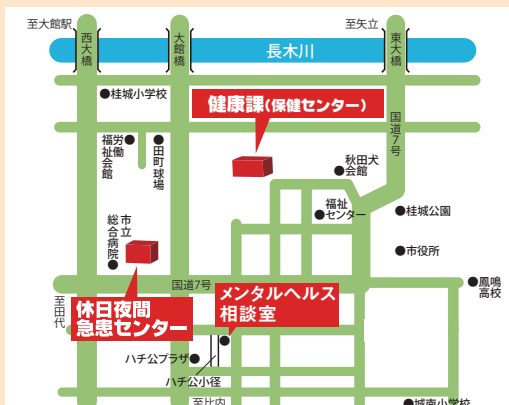 至大館駅
至矢立
西大橋
大館橋
長木川
東大橋
桂城小学校
健康課(保健センター)
国道7号
労働
福祉会館
田町球場
秋田犬
会館
福祉
センター
桂城公園
市立
総合病院
市役所
国道7号
鳳鳴
高校
至田代
休日夜間
急患センター
メンタルヘルス
相談室
ハチ公プラザ
ハチ公小径
至比内
城南小学校